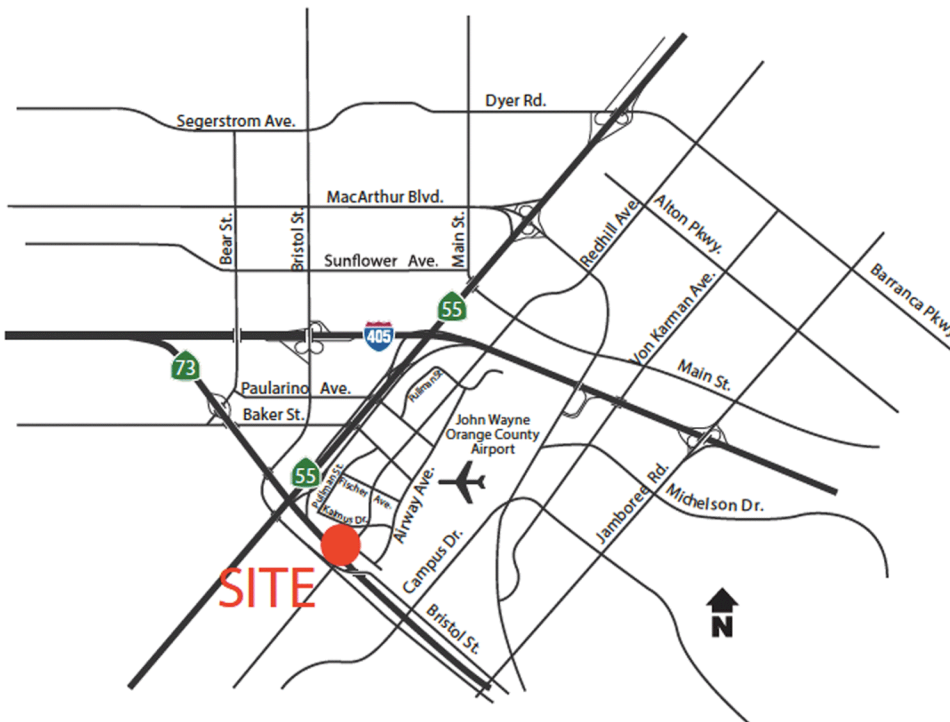 Dyer Rd.
Segerstrom Ave.
MacArthur Blvd.
Bear St.
Bristol St.
Main St.
Redhill Ave.
Alton Pkwy.
Sunflower Ave.
Barranca Pkwy
Von Karman Ave.
55
405
73
Main St.
Paularino Ave.
Pullman St.
Baker St.
John Wayne
Orange County
Airport
55
Pullman St.
Fischer Ave.
Kalmus Dr.
Airway Ave.
Jamboree Rd.
Michelson Dr.
Campus Dr.
SITE
Bristol St.
N